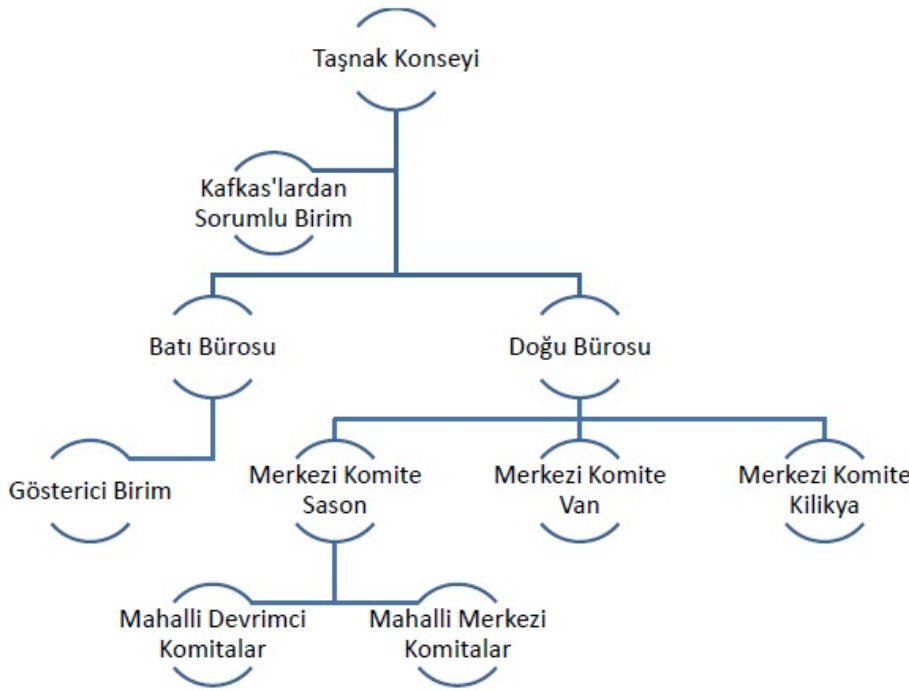 Taşnak Konseyi
Kafkas'lardan
Sorumlu Birim
Batı Bürosu
Doğu Bürosu
Gösterici Birim
Merkezi Komite
Sason
Merkezi Komite
Van
Merkezi Komite
Kilikya
Mahalli Devrimci
Komitalar
Mahalli Merkezi
Komitalar